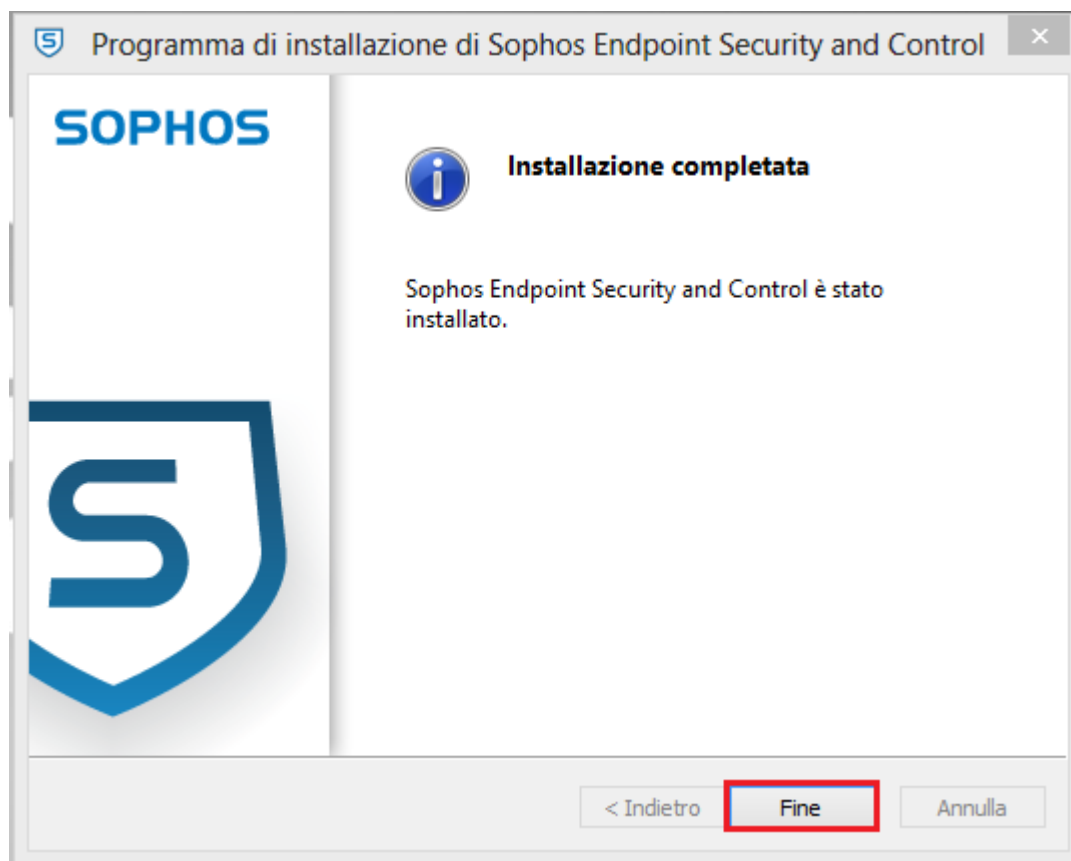 Programma di installazione di Sophos Endpoint Security and Control
SOPHOS
Installazione completata
Sophos Endpoint Security and Control è stato
installato.
< Indietro
Fine
Annulla